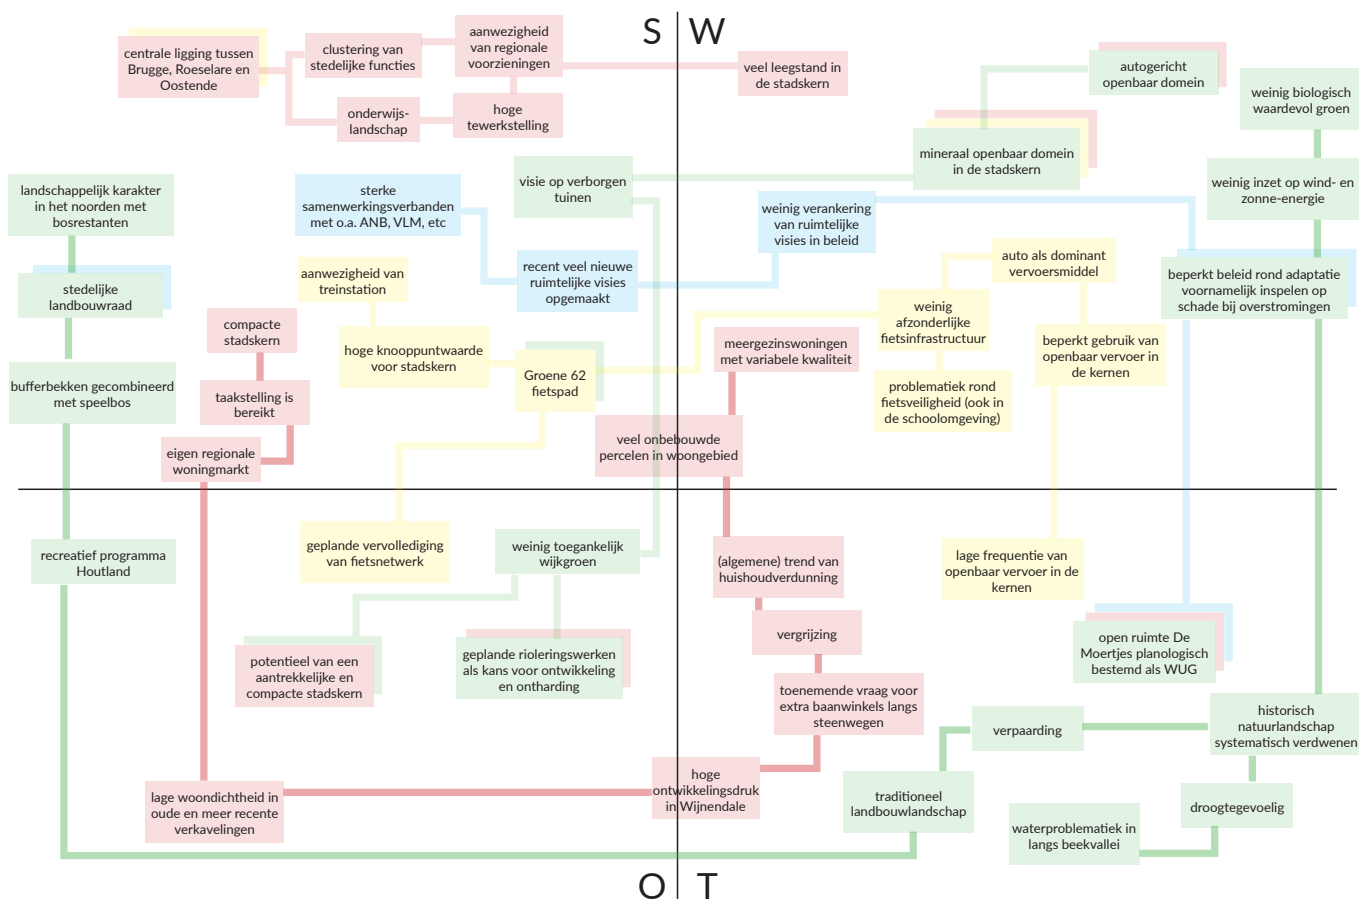 S
W
centrale ligging tussen
Brugge, Roeselare en
Oostende
clustering van
stedelijke functies
aanwezigheid
van regionale
voorzieningen
onderwijs-
landschap
hoge
tewerkstelling
veel leegstand in
de stadskern
autogericht
openbaar domein
weinig biologisch
waardevol groen
mineraal openbaar domein
in de stadskern
weinig inzet op wind- en
zonne-energie
landschappelijk karakter
in het noorden met
bosrestanten
sterke
samenwerkingsverbanden
met o.a. ANB, VLM, etc
visie op verborgen
tuinen
weinig verankering
van ruimtelijke
visies in beleid
stedelijke
landbouwraad
aanwezigheid van
treinstation
recent veel nieuwe
ruimtelijke visies
opgemaakt
auto als dominant
vervoersmiddel
beperkt beleid rond adaptatie
voornamelijk inspelen op
schade bij overstromingen
compacte
stadskern
hoge knooppuntwaarde
voor stadskern
weinig
afzonderlijke
fietsinfrastructuur
meergezinswoningen
met variabele kwaliteit
beperkt gebruik van
openbaar vervoer in
de kernen
bufferbekken gecombineerd
met speelbos
taakstelling is
bereikt
Groene 62
fietspad
problematiek rond
fietsveiligheid (ook in
de schoolomgeving)
eigen regionale
woningmarkt
veel onbebouwde
percelen in woongebied
recreatief programma
Houtland
geplande vervollediging
van fietsnetwerk
weinig toegankelijk
wijkgroen
(algemene) trend van
huishoudverdunning
lage frequentie van
openbaar vervoer in de
kernen
vergrijzing
open ruimte De
Moertjes planologisch
bestemd als WUG
potentieel van een
aantrekkelijke en
compacte stadskern
geplande rioleringswerken
als kans voor ontwikkeling
en ontharding
toenemende vraag voor
extra baanwinkels langs
steenwegen
verpaarding
historisch
natuurlandschap
systematisch verdwenen
lage woondichtheid in
oude en meer recente
verkavelingen
hoge
ontwikkelingsdruk
in Wijnendale
traditioneel
landbouwlandschap
droogtegevoelig
waterproblematiek in
langs beekvallei
O
T